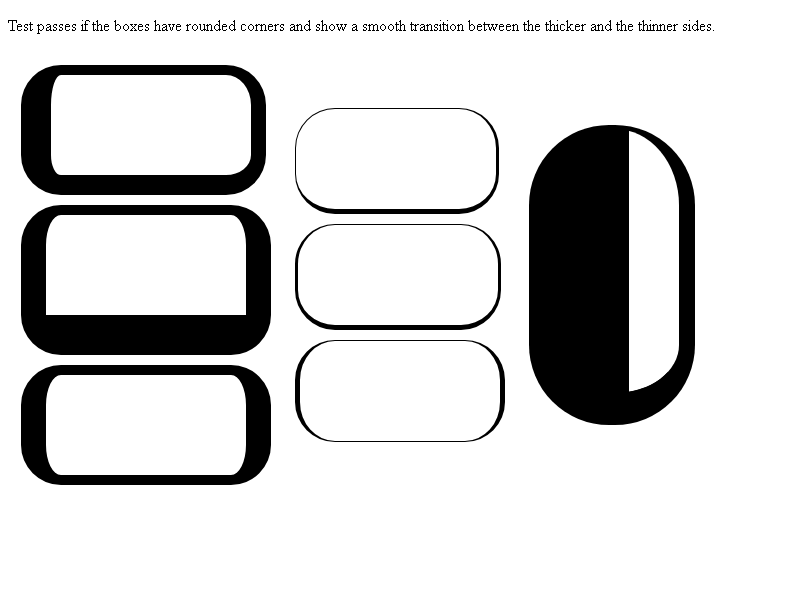 Test passes if the boxes have rounded corners and show a smooth transition between the thicker and the thinner sides.